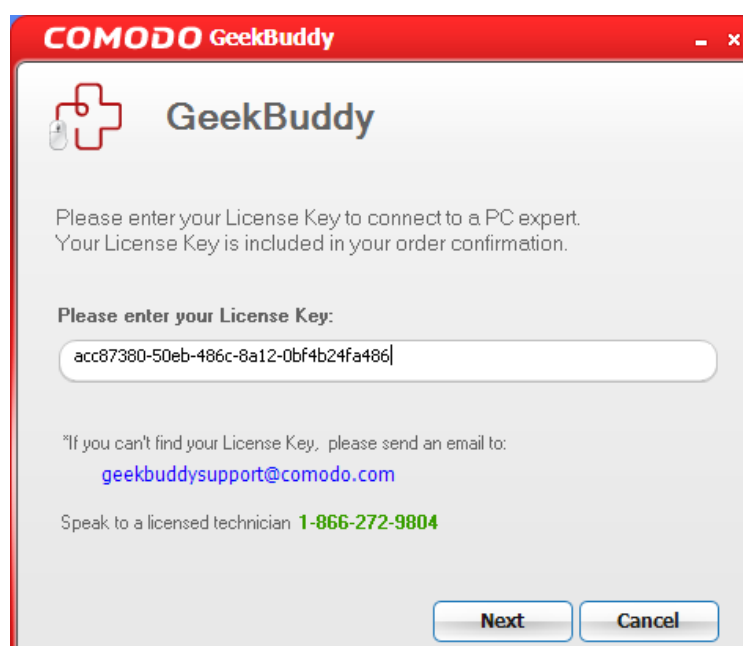 COMODO GeekBuddy
GeekBuddy
Please enter your License Key to connect to a PC expert.
Your License Key is included in your order confirmation.
Please enter your License Key:
acc87380-50eb-486c-8a12-0bf4b24fa486
*If you can't find your License Key, please send an email to:
geekbuddysupport@comodo.com
Speak to a licensed technician 1-866-272-9804
Next Cancel